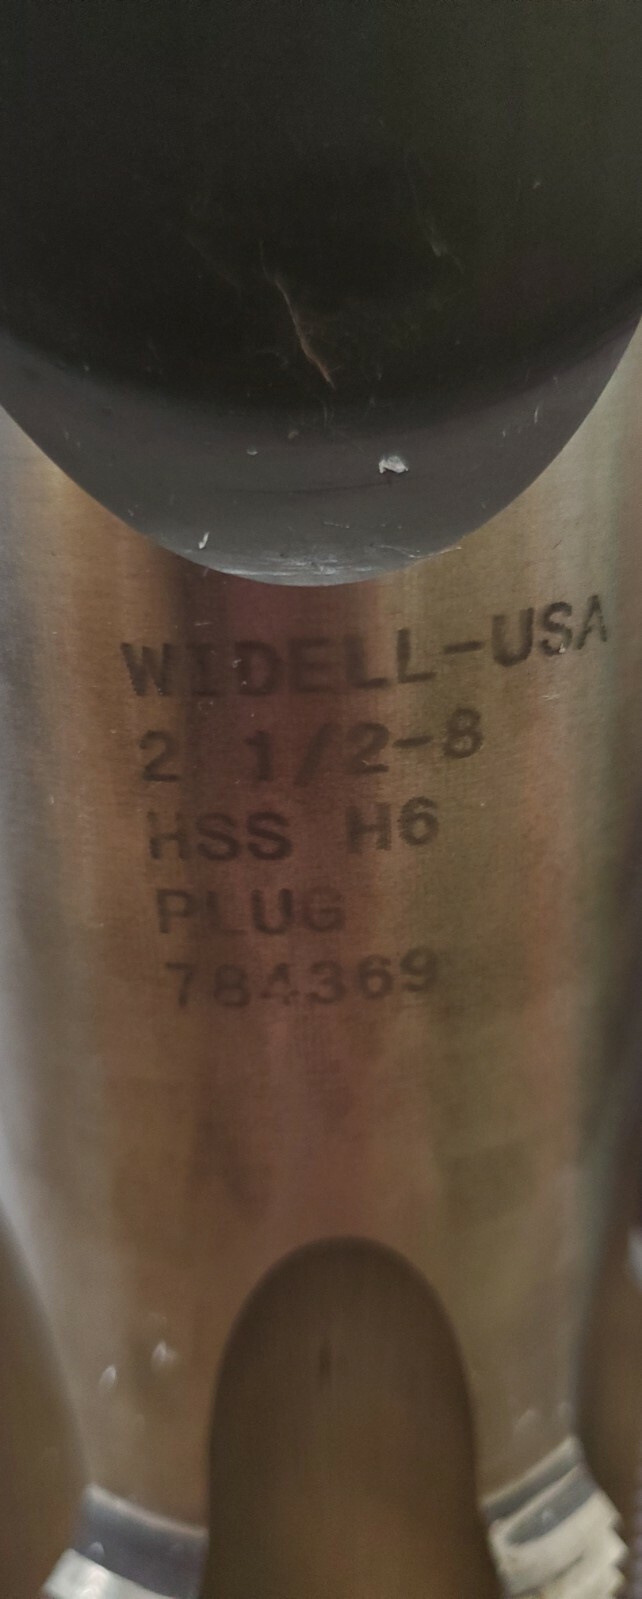 WIDELL-USA
2 1/2-8
HSS H6
PLUG
784369